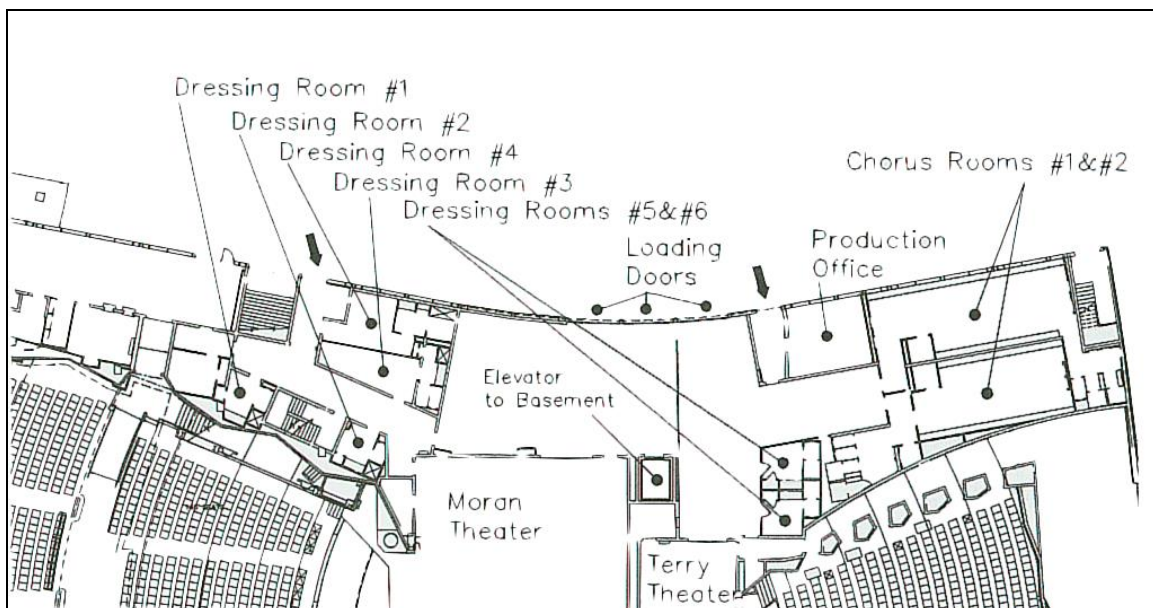 Dressing Room #1
Dressing Room #2
Dressing Room #4
Dressing Room #3
Dressing Rooms #5&#6
Loading
Doors
Production
Office
Chorus Rooms #1&#2
Elevator
to Basement
Moran
Theater
Terry
Theater